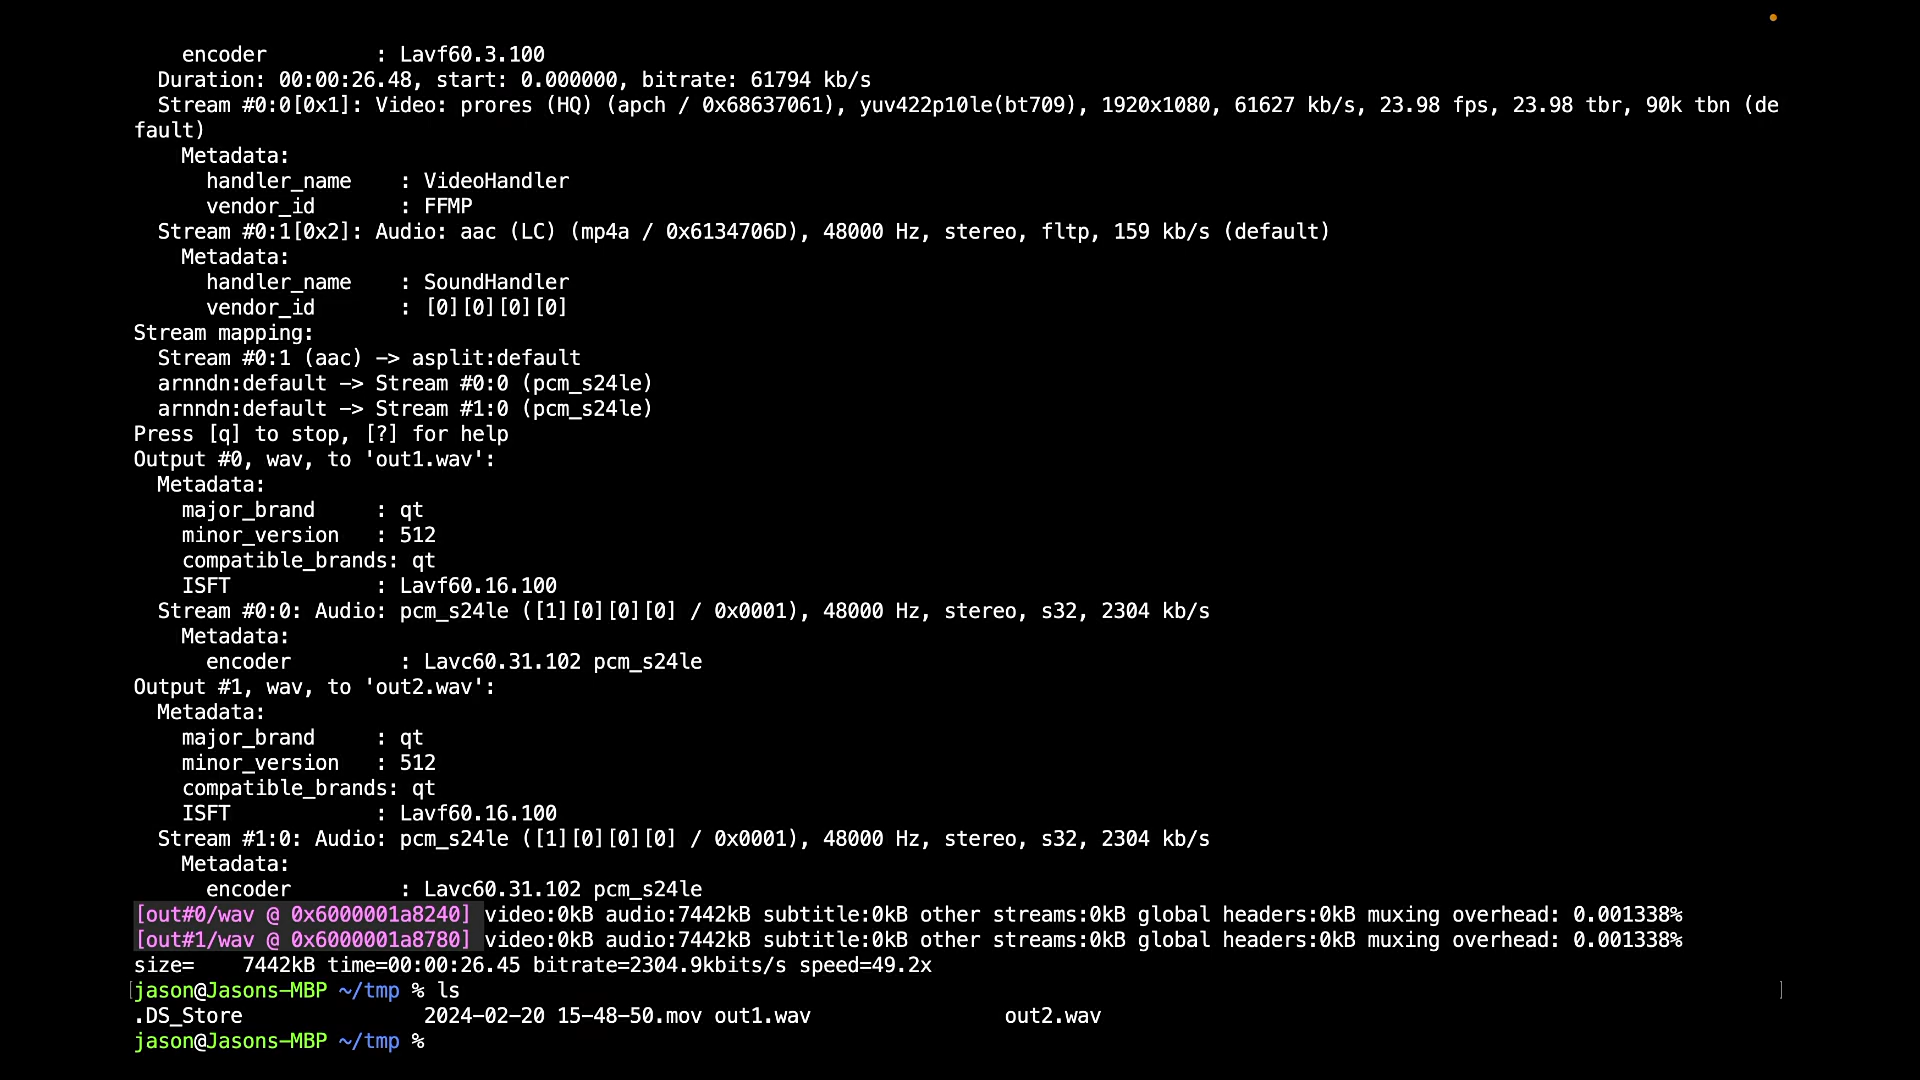 encoder         : Lavf60.3.100
  Duration: 00:00:26.48, start: 0.000000, bitrate: 61794 kb/s
  Stream #0:0[0x1]: Video: prores (HQ) (apch / 0x68637061), yuv422p10le(bt709), 1920x1080, 61627 kb/s, 23.98 fps, 23.98 tbr, 90k tbn (de
fault)
    Metadata:
      handler_name    : VideoHandler
      vendor_id       : FFMP
  Stream #0:1[0x2]: Audio: aac (LC) (mp4a / 0x6134706D), 48000 Hz, stereo, fltp, 159 kb/s (default)
    Metadata:
      handler_name    : SoundHandler
      vendor_id       : [0][0][0][0]
Stream mapping:
  Stream #0:1 (aac) -> asplit:default
  arnndn:default -> Stream #0:0 (pcm_s24le)
  arnndn:default -> Stream #1:0 (pcm_s24le)
Press [q] to stop, [?] for help
Output #0, wav, to 'out1.wav':
  Metadata:
    major_brand     : qt
    minor_version   : 512
    compatible_brands: qt
    ISFT            : Lavf60.16.100
  Stream #0:0: Audio: pcm_s24le ([1][0][0][0] / 0x0001), 48000 Hz, stereo, s32, 2304 kb/s
    Metadata:
      encoder         : Lavc60.31.102 pcm_s24le
Output #1, wav, to 'out2.wav':
  Metadata:
    major_brand     : qt
    minor_version   : 512
    compatible_brands: qt
    ISFT            : Lavf60.16.100
  Stream #1:0: Audio: pcm_s24le ([1][0][0][0] / 0x0001), 48000 Hz, stereo, s32, 2304 kb/s
    Metadata:
      encoder         : Lavc60.31.102 pcm_s24le
[out#0/wav @ 0x6000001a8240] video:0kB audio:7442kB subtitle:0kB other streams:0kB global headers:0kB muxing overhead: 0.001338%
[out#1/wav @ 0x6000001a8780] video:0kB audio:7442kB subtitle:0kB other streams:0kB global headers:0kB muxing overhead: 0.001338%
size=    7442kB time=00:00:26.45 bitrate=2304.9kbits/s speed=49.2x
[jason@Jasons-MBP ~/tmp % ls ]
.DS_Store               2024-02-20 15-48-50.mov out1.wav                out2.wav
jason@Jasons-MBP ~/tmp %